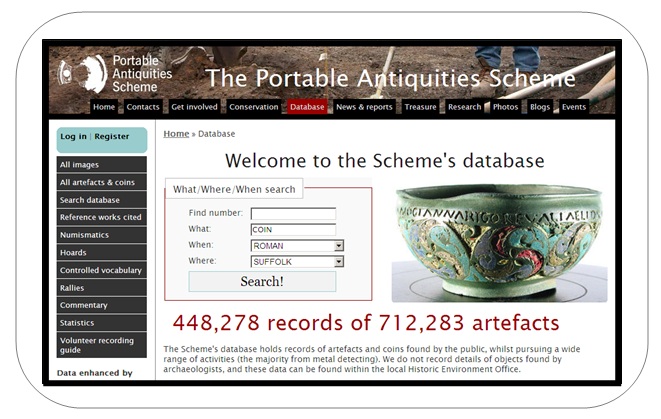 Portable
Antiquities
Scheme
The Portable Antiquities Scheme
Home Contacts Get involved Conservation Database News & reports Treasure Research Photos Blogs Events
Log in | Register
All images
All artefacts & coins
Search database
Reference works cited
Numismatics
Hoards
Controlled vocabulary
Rallies
Commentary
Statistics
Volunteer recording
guide
Data enhanced by
Home » Database
Welcome to the Scheme's database
What/Where/When search
Find number:
What: COIN
When: ROMAN
Where: SUFFOLK
Search!
448,278 records of 712,283 artefacts
The Scheme's database holds records of artefacts and coins found by the public, whilst pursuing a wide
range of activities (the majority from metal detecting). We do not record details of objects found by
archaeologists, and these data can be found within the local Historic Environment Office.